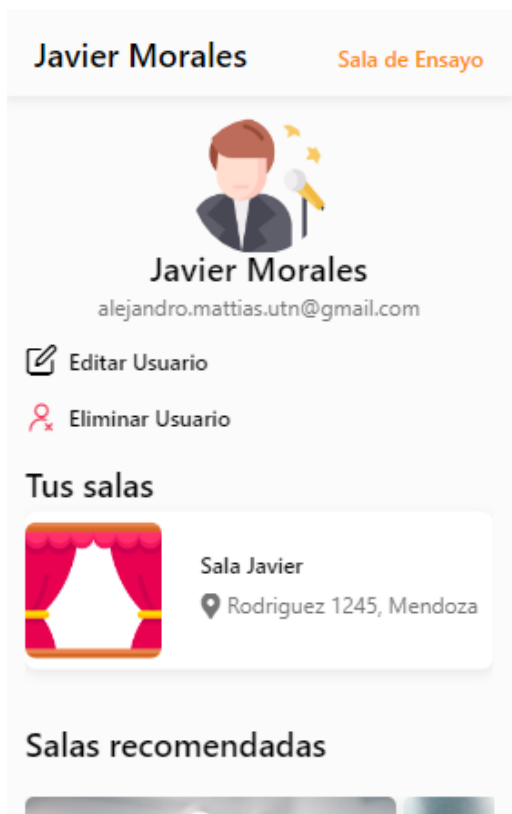 Javier Morales
Sala de Ensayo
Javier Morales
alejandro.mattias.utn@gmail.com
Editar Usuario
Eliminar Usuario
Tus salas
Sala Javier
Rodriguez 1245, Mendoza
Salas recomendadas